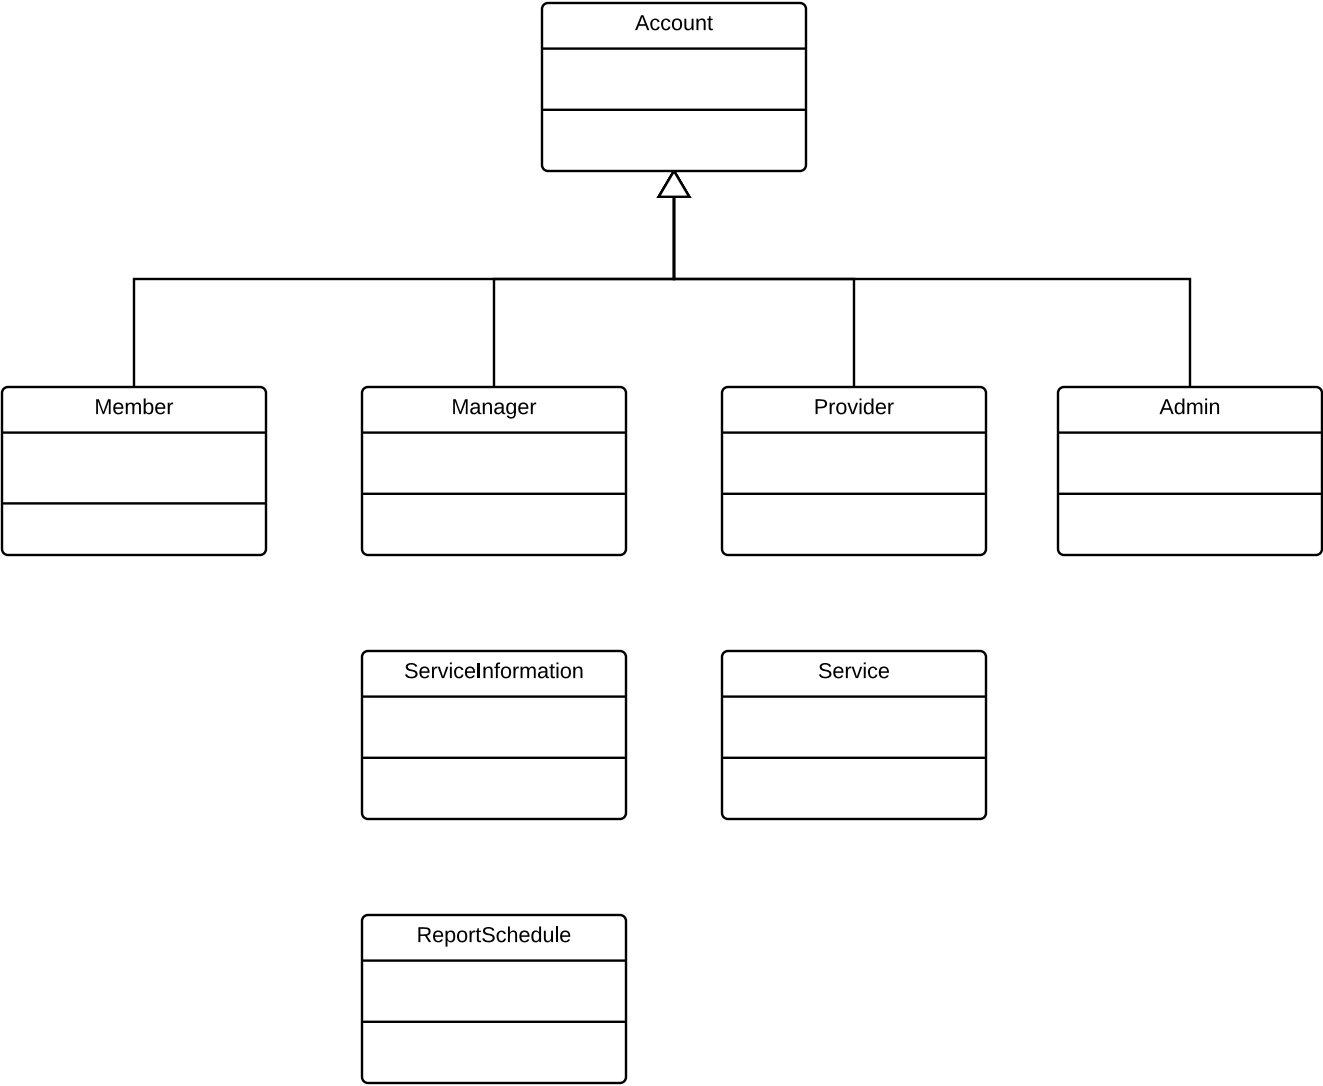 Account
Member
Manager
Provider
Admin
ServiceInformation
Service
ReportSchedule